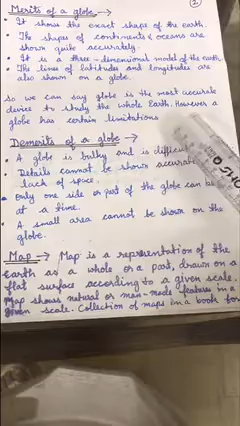 2
Merits of a globe →
• It shows the exact shape of the earth.
• The shapes of continents & oceans are
shown quite accurately.
• It is a three-dimensional model of the earth.
• The lines of latitudes and longitudes are
also shown on a globe.
So we can say globe is the most accurate
device to study the whole Earth. However a
globe has certain limitations
Demerits of a globe →
• A globe is bulky and is difficult
• Details cannot be shown accurate
lack of space.
• only one side or part of the globe can be
at a time.
• A small area cannot be shown on the
globe.
Map → Map is a representation of the
Earth as a whole or a part, drawn on a
flat surface according to a given scale.
Map shows natural or man-made features in a
given scale. Collection of maps in a book for